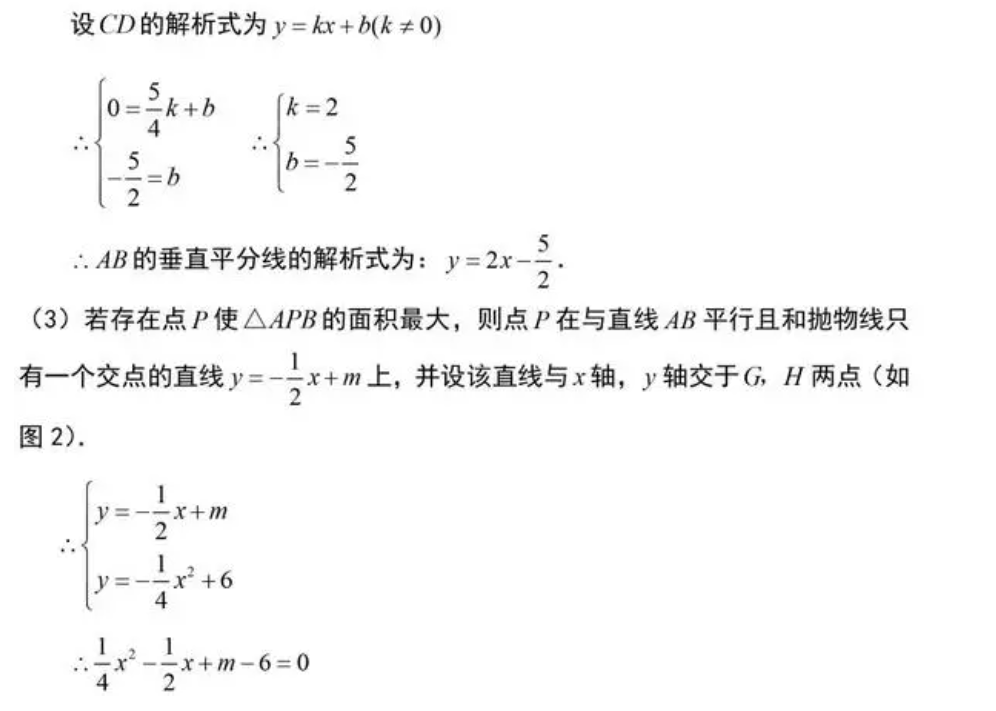 设CD的解析式为 y = kx + b(k ≠ 0)
∴ { 0 = 5/4 k + b, -5/2 = b ∴ { k = 2, b = -5/2
∴ AB的垂直平分线的解析式为：y = 2x - 5/2 .
（3）若存在点P使△APB的面积最大，则点P在与直线AB平行且和抛物线只
有一个交点的直线 y = -1/2 x + m 上，并设该直线与x轴，y轴交于G，H两点（如
图2）.
∴ { y = -1/2 x + m, y = -1/4 x² + 6
∴ 1/4 x² - 1/2 x + m - 6 = 0